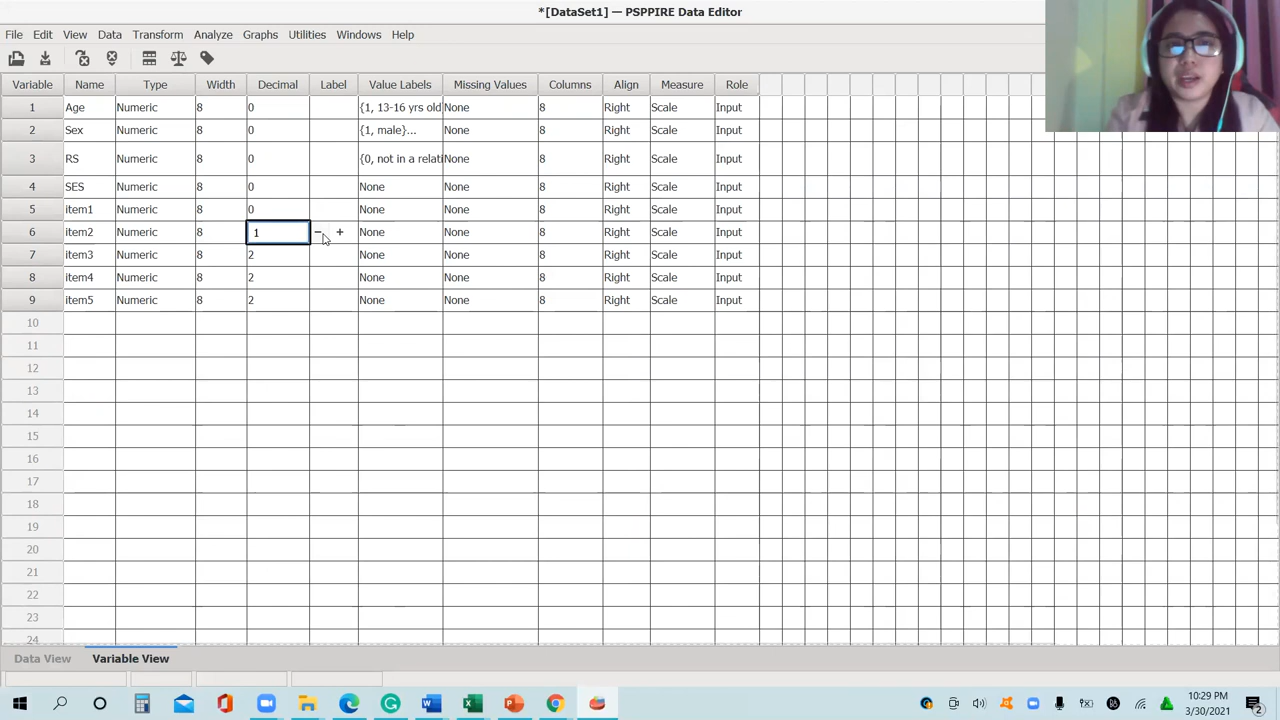 *[DataSet1] — PSPPIRE Data Editor
File Edit View Data Transform Analyze Graphs Utilities Windows Help
Variable Name Type Width Decimal Label Value Labels Missing Values Columns Align Measure Role
1 Age Numeric 8 0 {1, 13-16 yrs old None 8 Right Scale Input
2 Sex Numeric 8 0 {1, male}... None 8 Right Scale Input
3 RS Numeric 8 0 {0, not in a relati None 8 Right Scale Input
4 SES Numeric 8 0 None None 8 Right Scale Input
5 item1 Numeric 8 0 None None 8 Right Scale Input
6 item2 Numeric 8 1 − + None None 8 Right Scale Input
7 item3 Numeric 8 2 None None 8 Right Scale Input
8 item4 Numeric 8 2 None None 8 Right Scale Input
9 item5 Numeric 8 2 None None 8 Right Scale Input
10
11
12
13
14
15
16
17
18
19
20
21
22
23
24
Data View Variable View
10:29 PM
3/30/2021
2